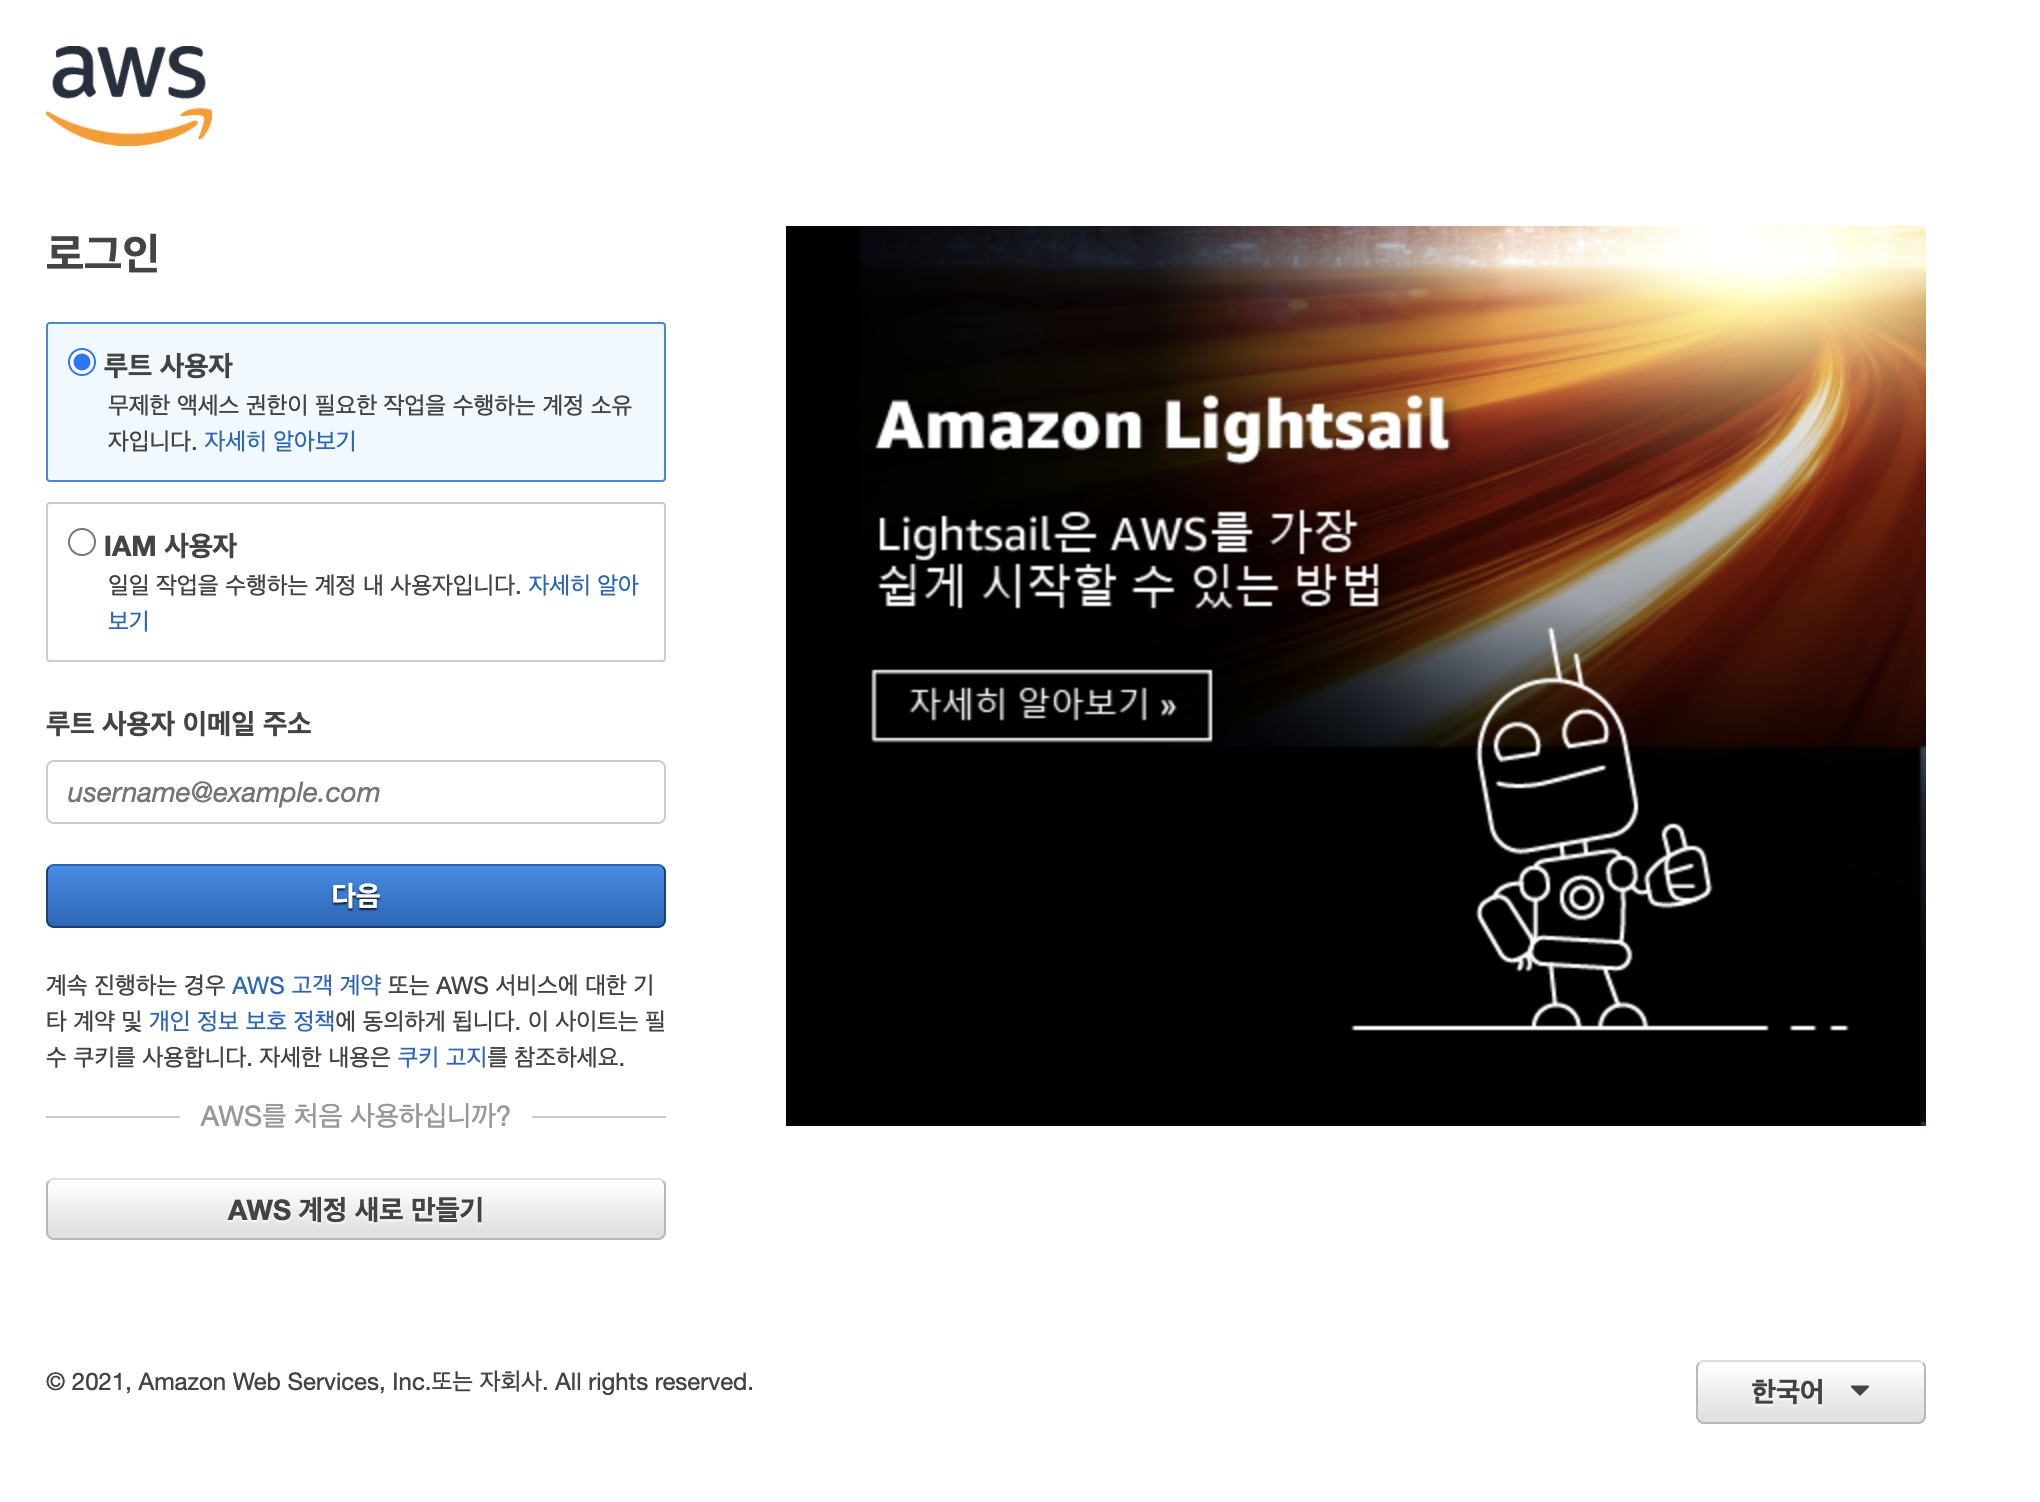 aws
로그인
루트 사용자
무제한 액세스 권한이 필요한 작업을 수행하는 계정 소유
자입니다. 자세히 알아보기
IAM 사용자
일일 작업을 수행하는 계정 내 사용자입니다. 자세히 알아
보기
루트 사용자 이메일 주소
username@example.com
다음
계속 진행하는 경우 AWS 고객 계약 또는 AWS 서비스에 대한 기
타 계약 및 개인 정보 보호 정책에 동의하게 됩니다. 이 사이트는 필
수 쿠키를 사용합니다. 자세한 내용은 쿠키 고지를 참조하세요.
AWS를 처음 사용하십니까?
AWS 계정 새로 만들기
Amazon Lightsail
Lightsail은 AWS를 가장
쉽게 시작할 수 있는 방법
자세히 알아보기 »
© 2021, Amazon Web Services, Inc.또는 자회사. All rights reserved.
한국어